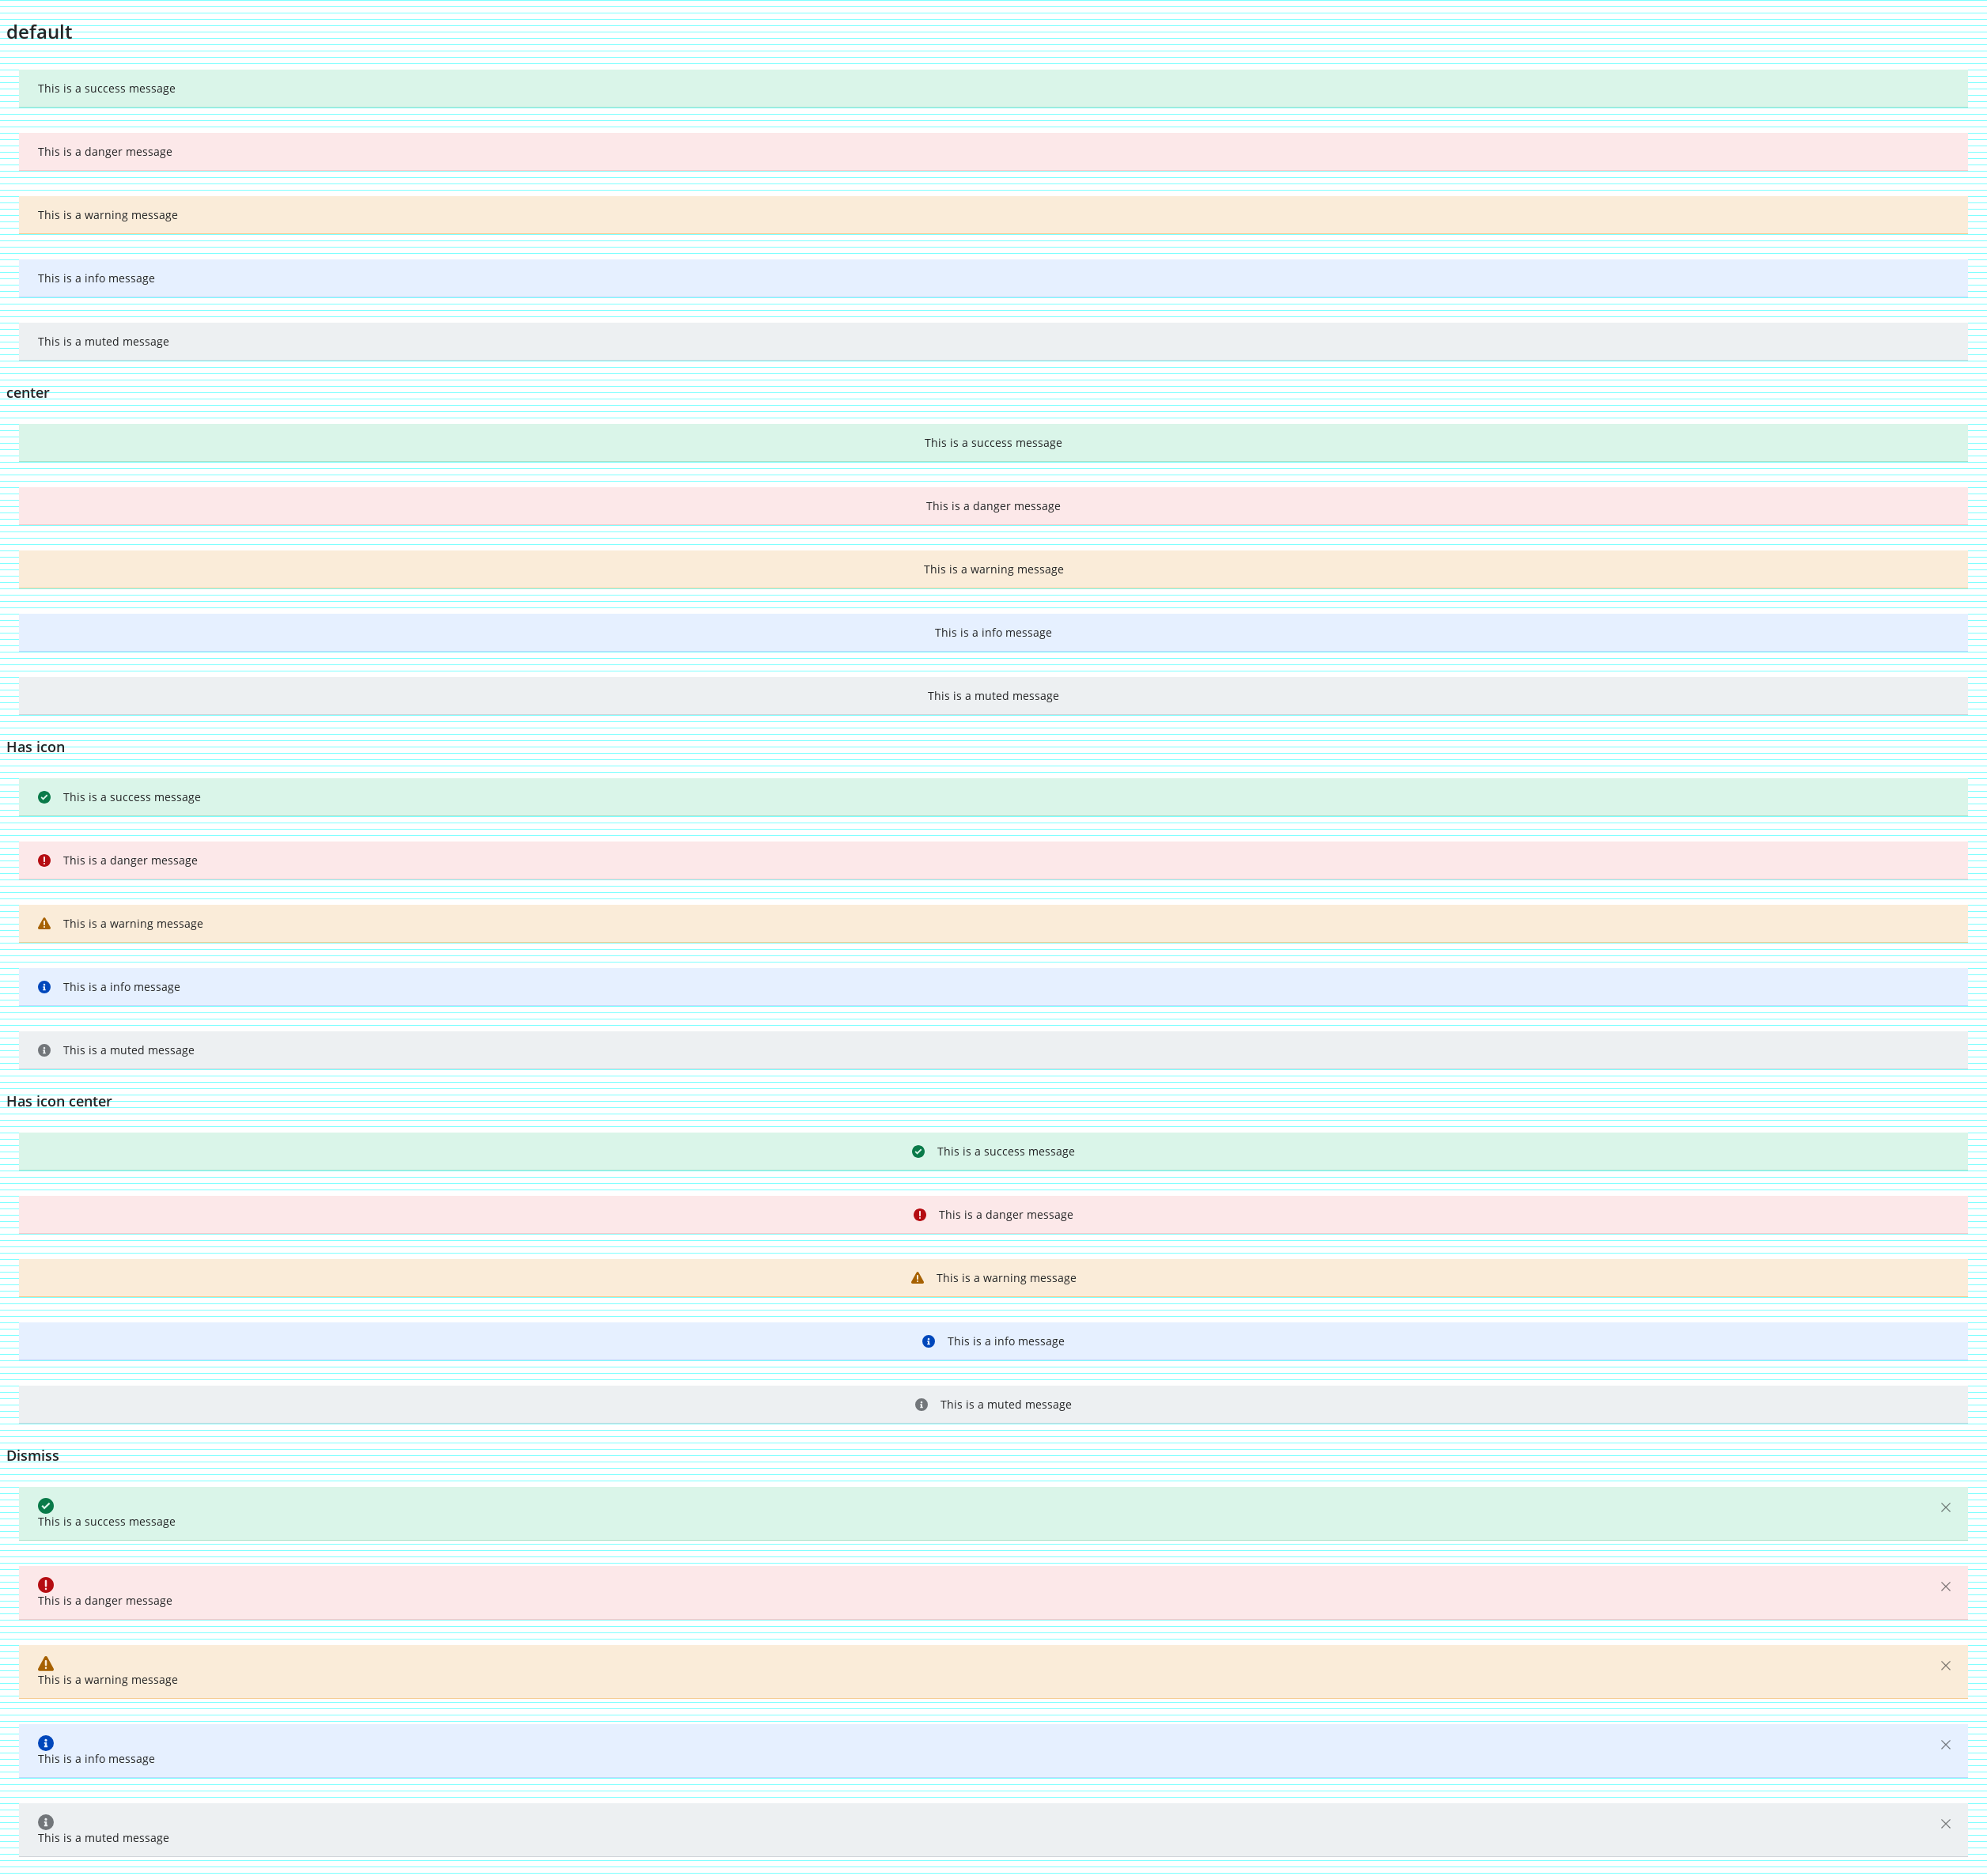 default
This is a success message
This is a danger message
This is a warning message
This is a info message
This is a muted message
center
This is a success message
This is a danger message
This is a warning message
This is a info message
This is a muted message
Has icon
This is a success message
This is a danger message
This is a warning message
This is a info message
This is a muted message
Has icon center
This is a success message
This is a danger message
This is a warning message
This is a info message
This is a muted message
Dismiss
This is a success message
This is a danger message
This is a warning message
This is a info message
This is a muted message